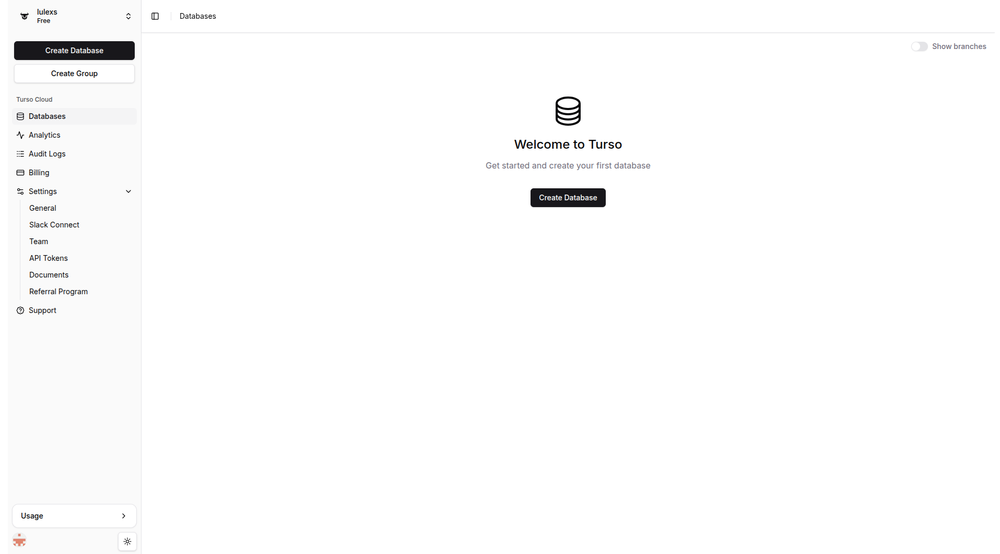 lulexs
Free
Create Database
Create Group
Turso Cloud
Databases
Analytics
Audit Logs
Billing
Settings
General
Slack Connect
Team
API Tokens
Documents
Referral Program
Support
Usage
Databases
Show branches
Welcome to Turso
Get started and create your first database
Create Database